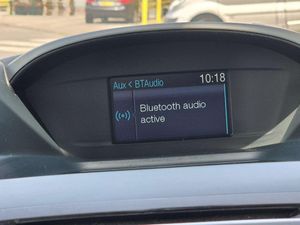 Aux < BTAudio 10:18
Bluetooth audio
active